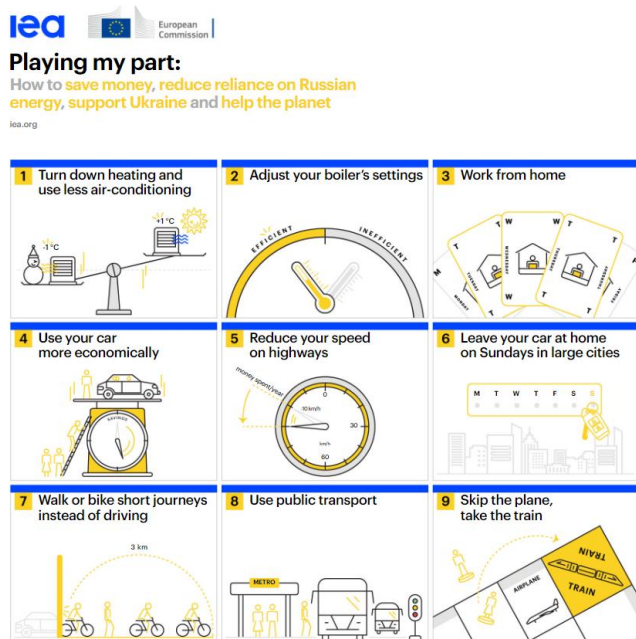 iea
European
Commission
Playing my part:
How to save money, reduce reliance on Russian
energy, support Ukraine and help the planet
iea.org
1 Turn down heating and
use less air-conditioning
-1 °C
+1 °C
2 Adjust your boiler's settings
EFFICIENT
INEFFICIENT
3 Work from home
M
MONDAY
T
TUESDAY
T
W
W
WEDNESDAY
W
W
T
T
THURSDAY
THURSDAY
T
T
F
FRIDAY
4 Use your car
more economically
SAVINGS
5 Reduce your speed
on highways
money spent/year
0
10km/h
30
km/h
60
6 Leave your car at home
on Sundays in large cities
M T W T F S S
7 Walk or bike short journeys
instead of driving
3 km
8 Use public transport
METRO
9 Skip the plane,
take the train
AIRPLANE
TRAIN
TRAIN